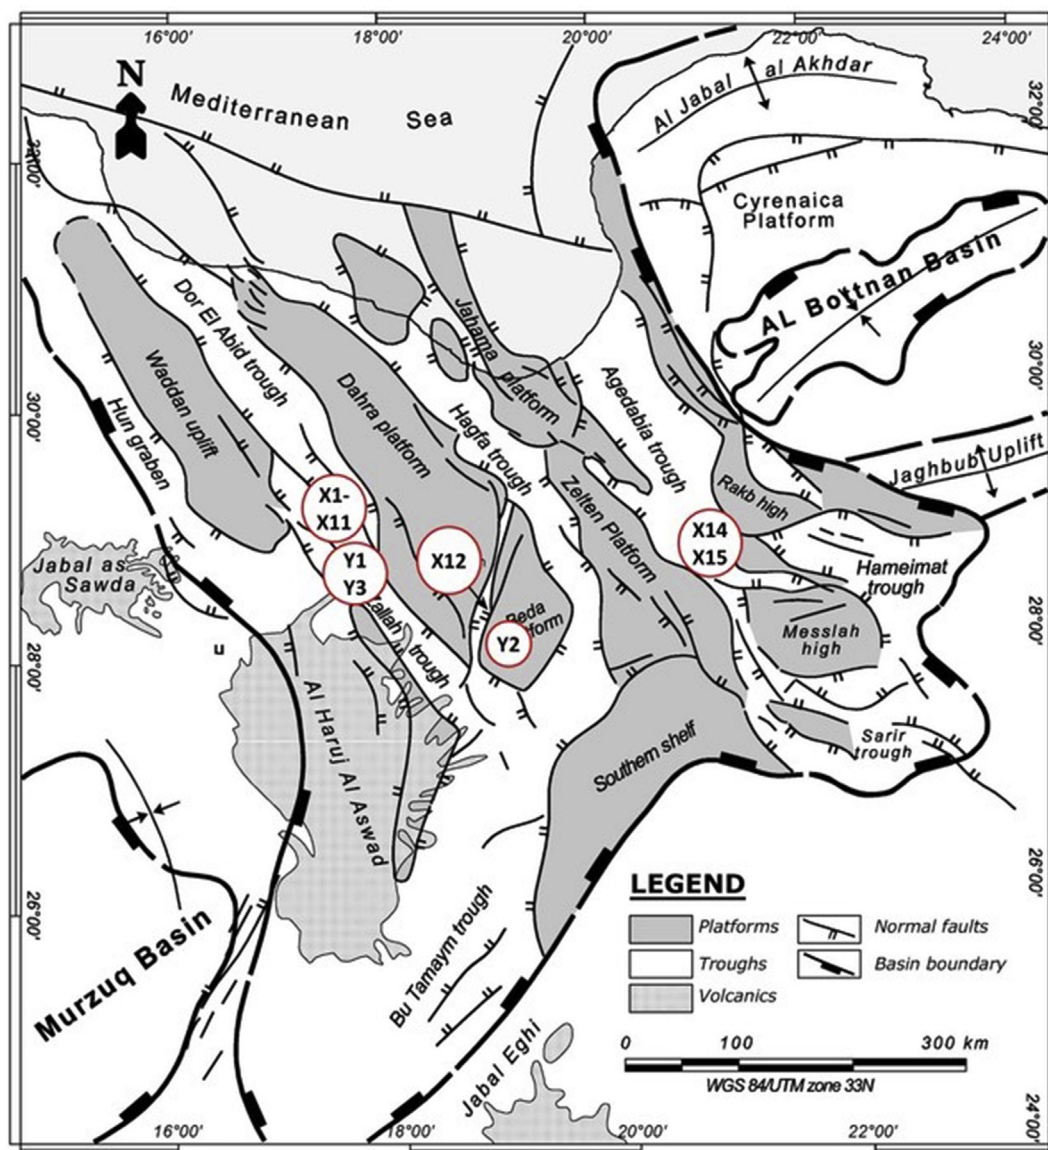 16°00'
18°00'
20°00'
22°00'
24°00'
N
Mediterranean Sea
Al Jabal al Akhdar
32°00'
32°00'
Cyrenaica
Platform
AL Bottnan Basin
Dor El Abid trough
Jahama
platform
Waddan uplift
Dahra platform
Hagfa trough
Agedabia trough
30°00'
30°00'
Hun graben
Zelten Platform
Jaghbub Uplift
Rakb high
X1-
X11
X12
X14
X15
Y1
Y3
Y2
Jabal as
Sawda
Hameimat
trough
Messlah
high
28°00'
28°00'
u
Al Haruj Al Aswad
Southern shelf
Sarir
trough
26°00'
26°00'
Murzuq Basin
Bu Tamaym trough
Jabal Eghi
LEGEND
Platforms
Normal faults
Troughs
Basin boundary
Volcanics
0 100 300 km
WGS 84/UTM zone 33N
24°00'
16°00'
18°00'
20°00'
22°00'